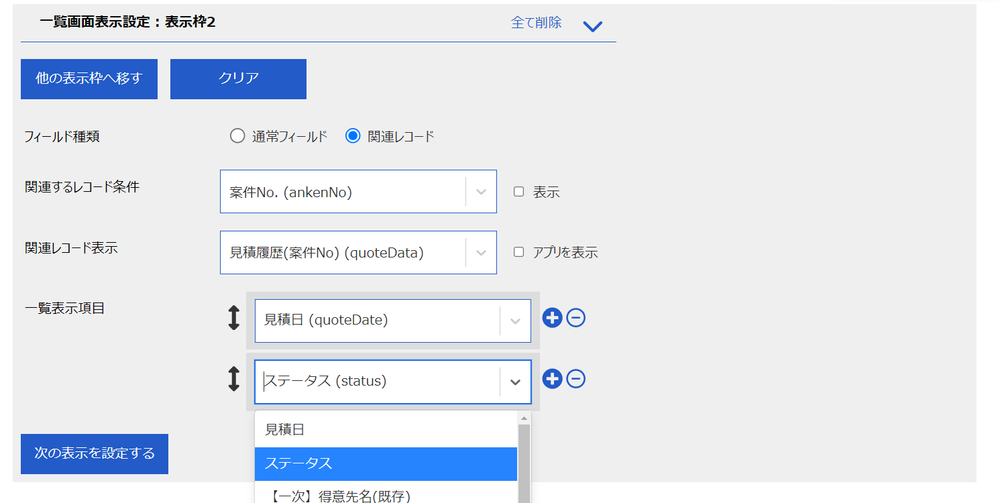 一覧画面表示設定：表示枠2
全て削除
他の表示枠へ移す
クリア
フィールド種類
通常フィールド
関連レコード
関連するレコード条件
案件No. (ankenNo)
表示
関連レコード表示
見積履歴(案件No) (quoteData)
アプリを表示
一覧表示項目
見積日 (quoteDate)
ステータス (status)
見積日
ステータス
【一次】得意先名(既存)
次の表示を設定する